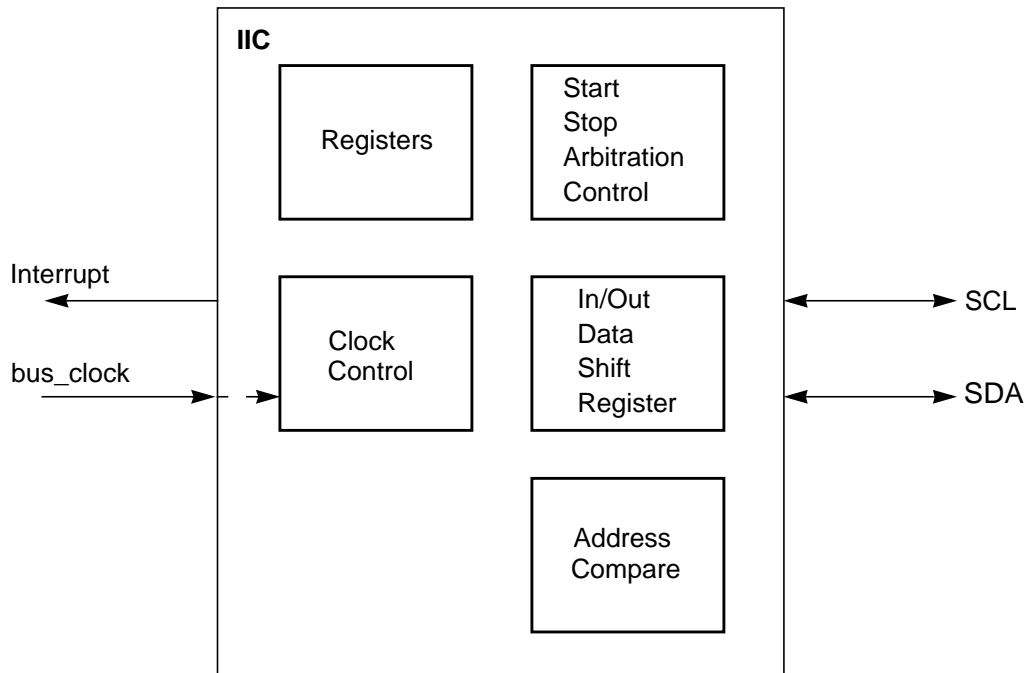 IIC
Registers
Start
Stop
Arbitration
Control
Interrupt
bus_clock
Clock
Control
In/Out
Data
Shift
Register
SCL
SDA
Address
Compare